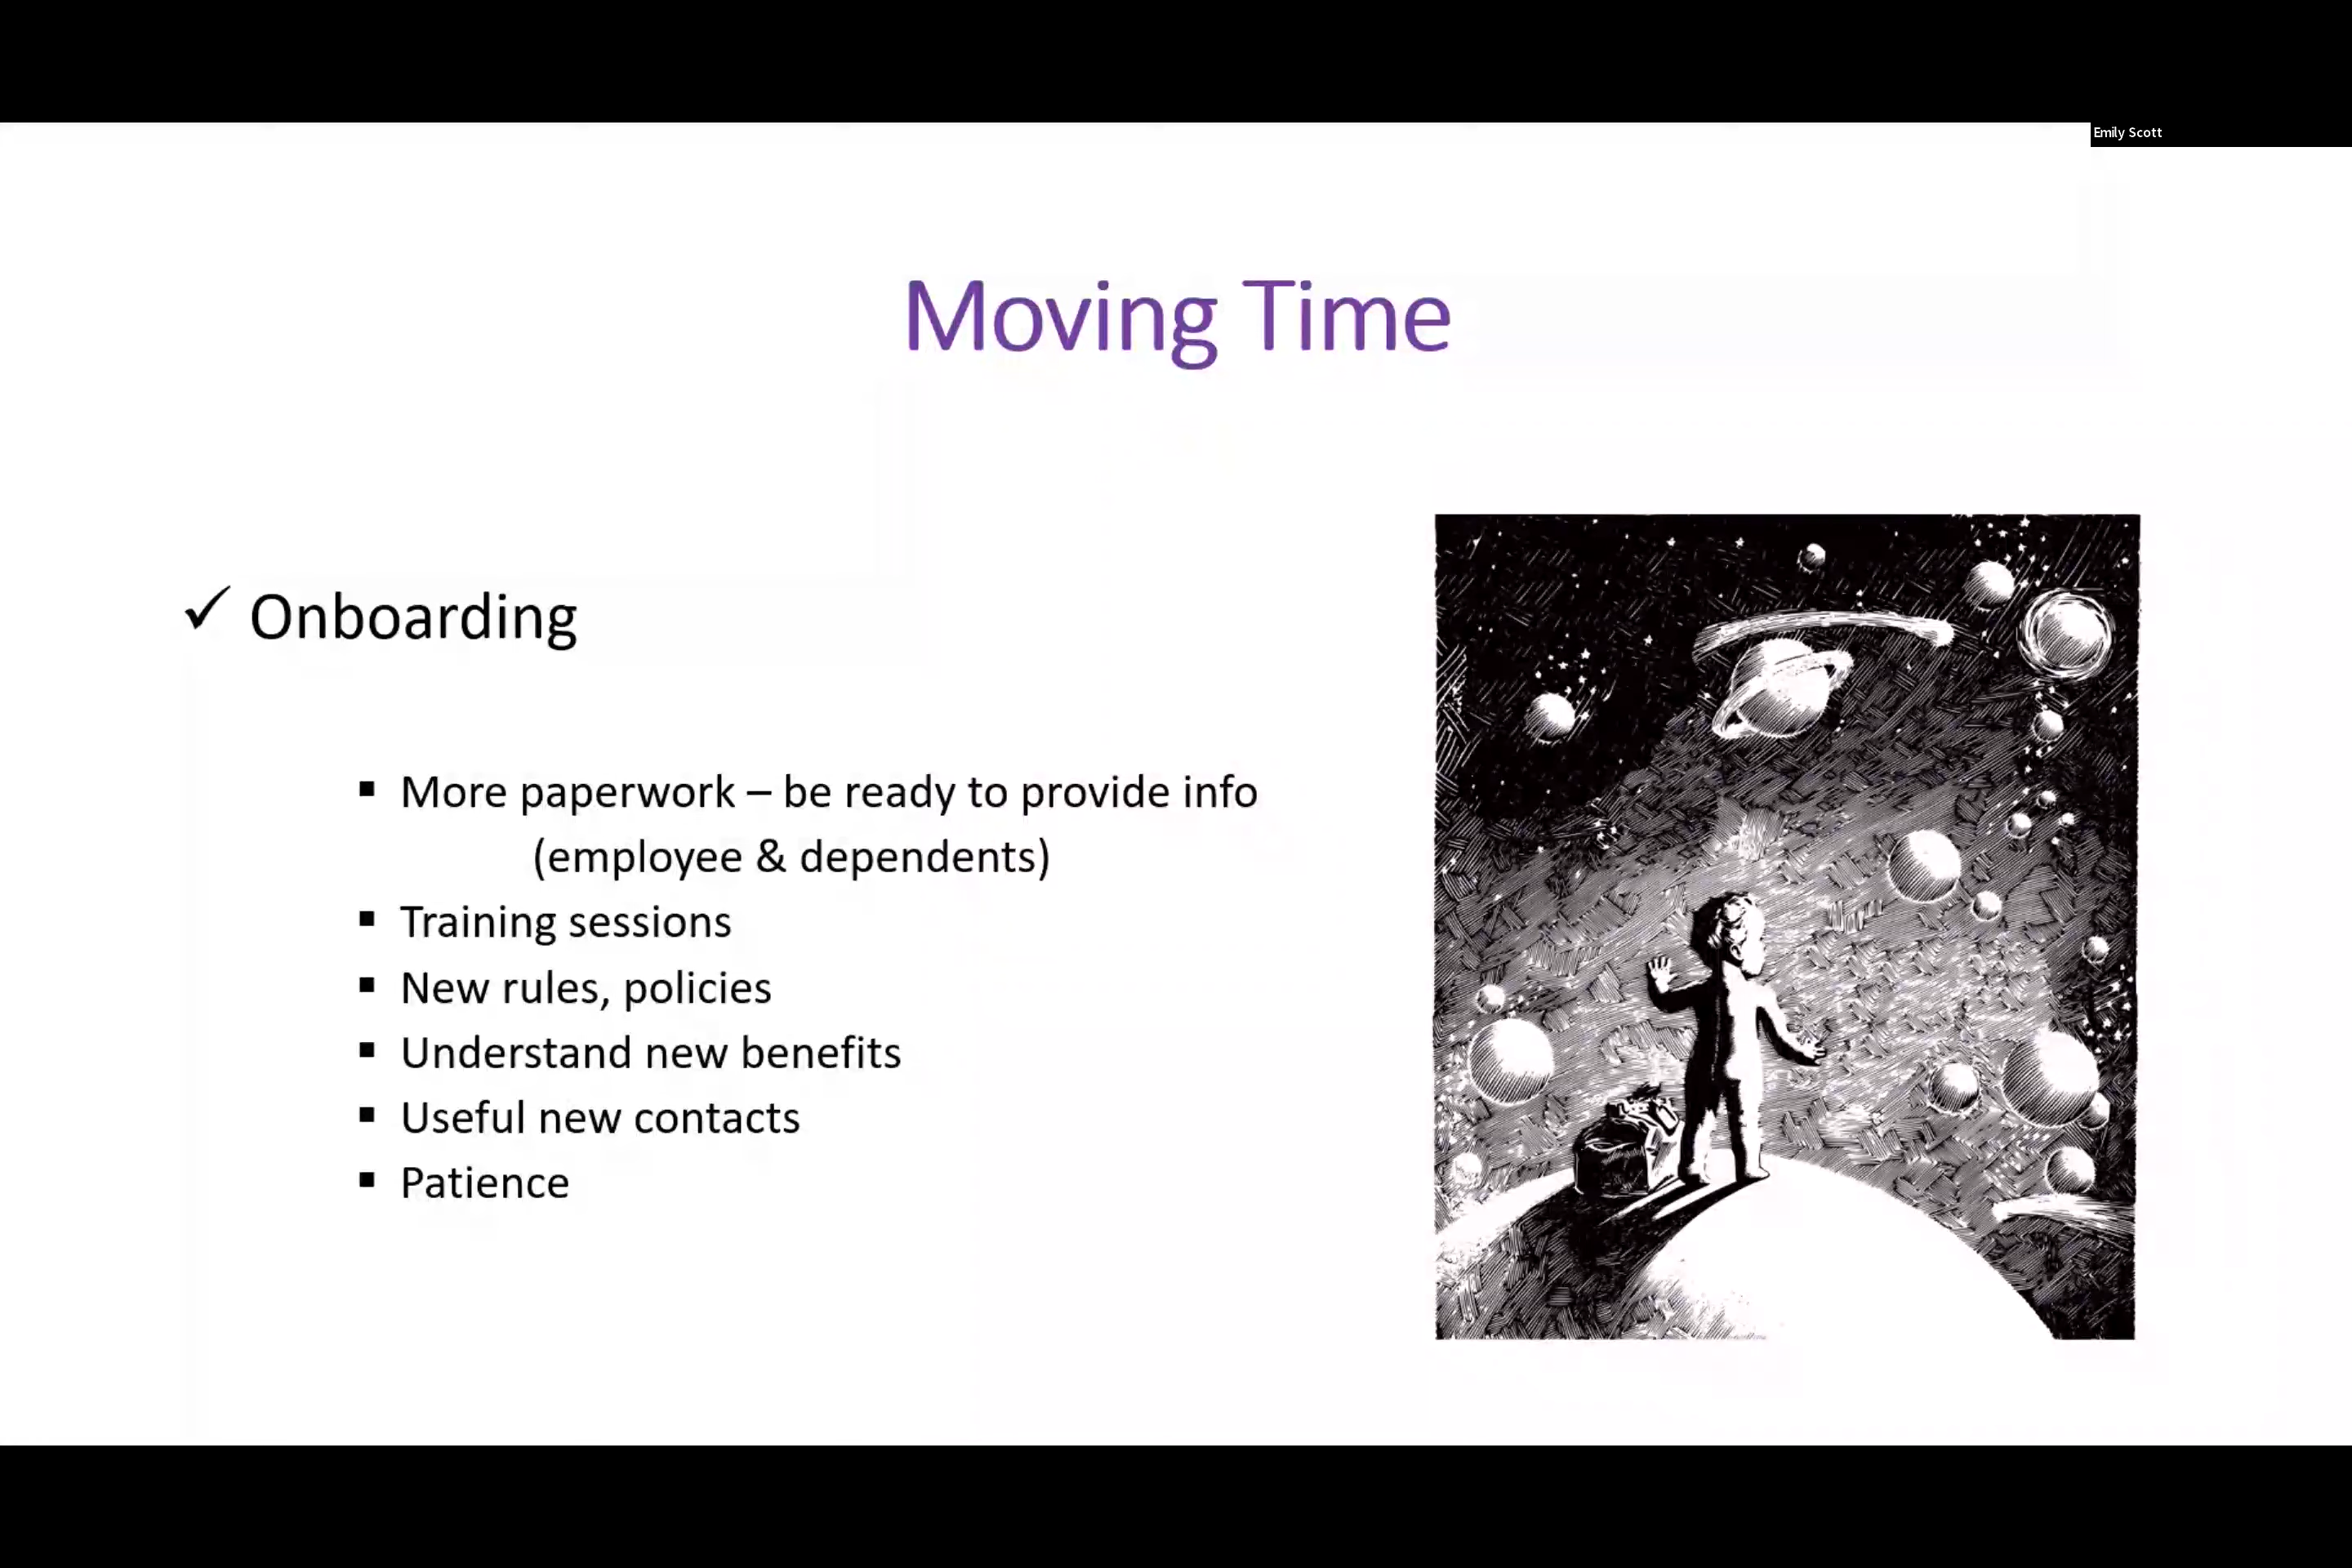 Emily Scott
Moving Time
✓ Onboarding
▪ More paperwork – be ready to provide info
(employee & dependents)
▪ Training sessions
▪ New rules, policies
▪ Understand new benefits
▪ Useful new contacts
▪ Patience